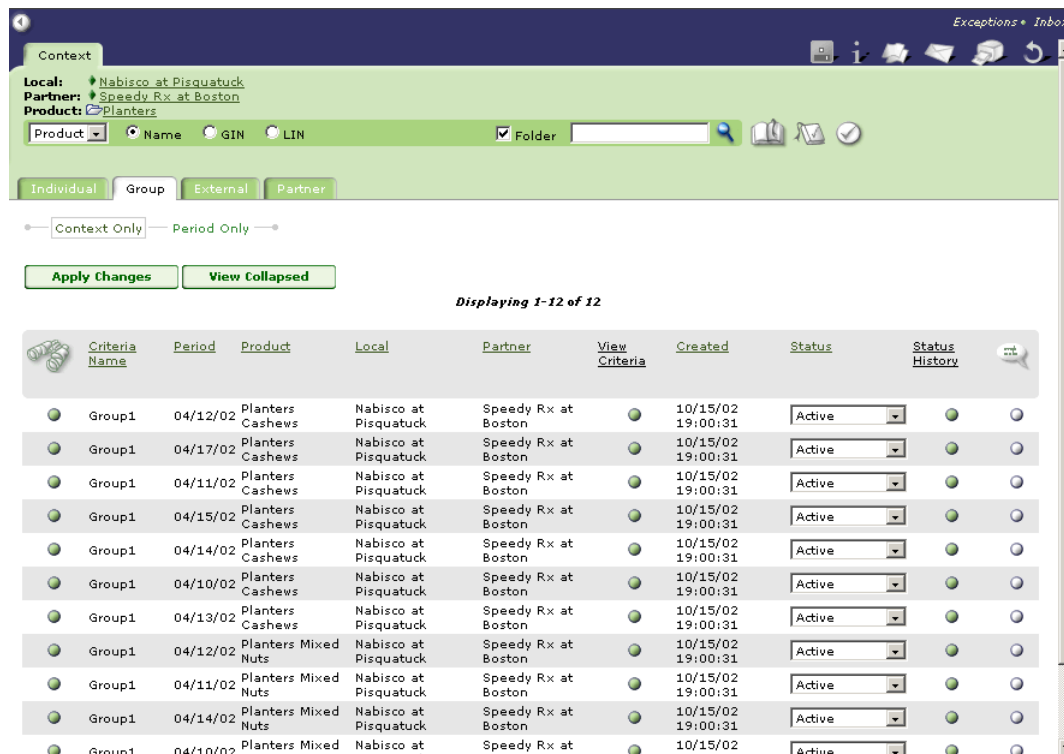 Exceptions • Inbox
Context
Local: Nabisco at Pisquatuck
Partner: Speedy Rx at Boston
Product: Planters
Product Name GIN LIN Folder
Individual Group External Partner
Context Only Period Only
Apply Changes View Collapsed
Displaying 1-12 of 12
Criteria Name Period Product Local Partner View Criteria Created Status Status History
Group1 04/12/02 Planters Cashews Nabisco at Pisquatuck Speedy Rx at Boston 10/15/02 19:00:31 Active
Group1 04/17/02 Planters Cashews Nabisco at Pisquatuck Speedy Rx at Boston 10/15/02 19:00:31 Active
Group1 04/11/02 Planters Cashews Nabisco at Pisquatuck Speedy Rx at Boston 10/15/02 19:00:31 Active
Group1 04/15/02 Planters Cashews Nabisco at Pisquatuck Speedy Rx at Boston 10/15/02 19:00:31 Active
Group1 04/14/02 Planters Cashews Nabisco at Pisquatuck Speedy Rx at Boston 10/15/02 19:00:31 Active
Group1 04/10/02 Planters Cashews Nabisco at Pisquatuck Speedy Rx at Boston 10/15/02 19:00:31 Active
Group1 04/13/02 Planters Cashews Nabisco at Pisquatuck Speedy Rx at Boston 10/15/02 19:00:31 Active
Group1 04/12/02 Planters Mixed Nuts Nabisco at Pisquatuck Speedy Rx at Boston 10/15/02 19:00:31 Active
Group1 04/11/02 Planters Mixed Nuts Nabisco at Pisquatuck Speedy Rx at Boston 10/15/02 19:00:31 Active
Group1 04/14/02 Planters Mixed Nuts Nabisco at Pisquatuck Speedy Rx at Boston 10/15/02 19:00:31 Active
Group1 04/10/02 Planters Mixed Nabisco at Speedy Rx at 10/15/02 Active